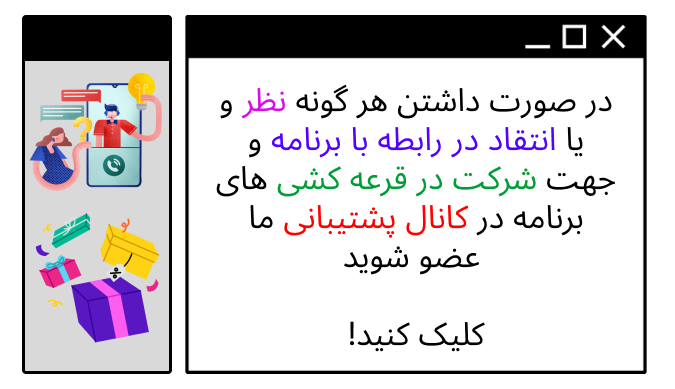 در صورت داشتن هر گونه نظر و
یا انتقاد در رابطه با برنامه و
جهت شرکت در قرعه کشی های
برنامه در کانال پشتیبانی ما
عضو شوید
کلیک کنید!